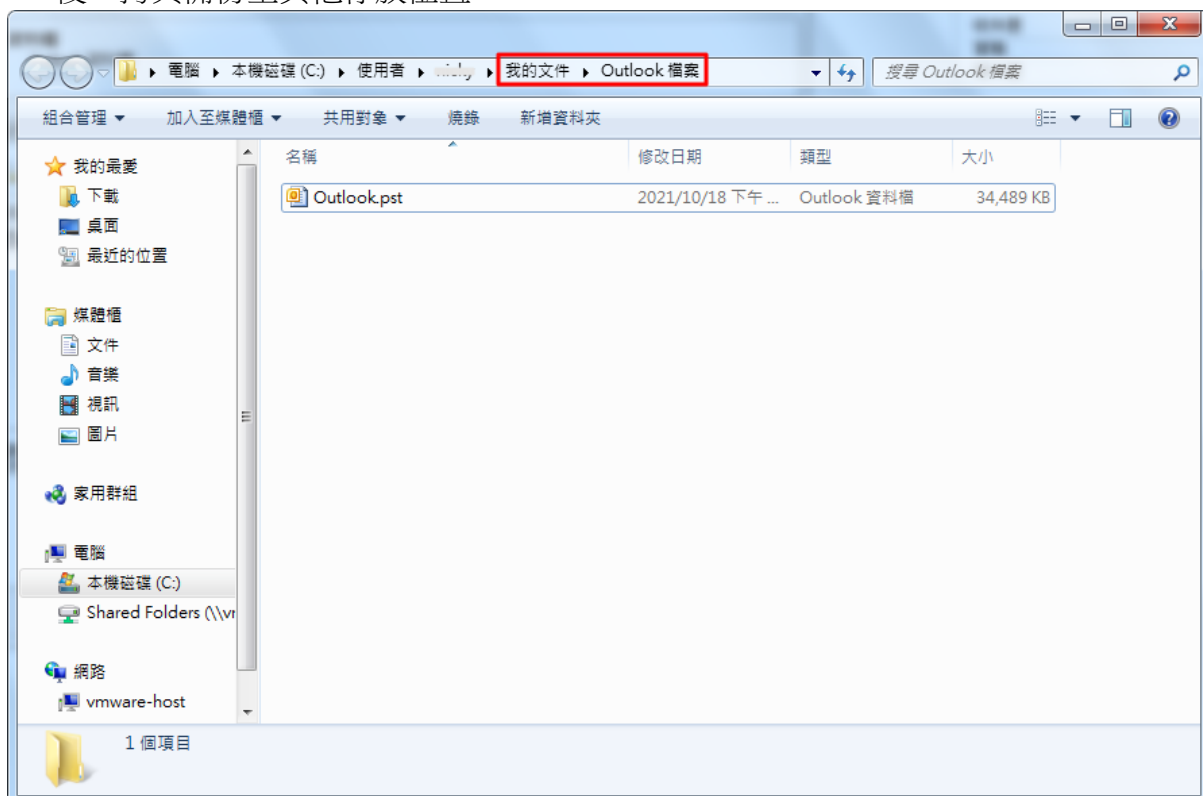 電腦 ▸ 本機磁碟 (C:) ▸ 使用者 ▸ ▸ 我的文件 ▸ Outlook 檔案
搜尋 Outlook 檔案
組合管理 加入至媒體櫃 共用對象 燒錄 新增資料夾
名稱 修改日期 類型 大小
Outlook.pst 2021/10/18 下午 ... Outlook 資料檔 34,489 KB
我的最愛
下載
桌面
最近的位置
媒體櫃
文件
音樂
視訊
圖片
家用群組
電腦
本機磁碟 (C:)
Shared Folders (\\vr
網路
vmware-host
1 個項目